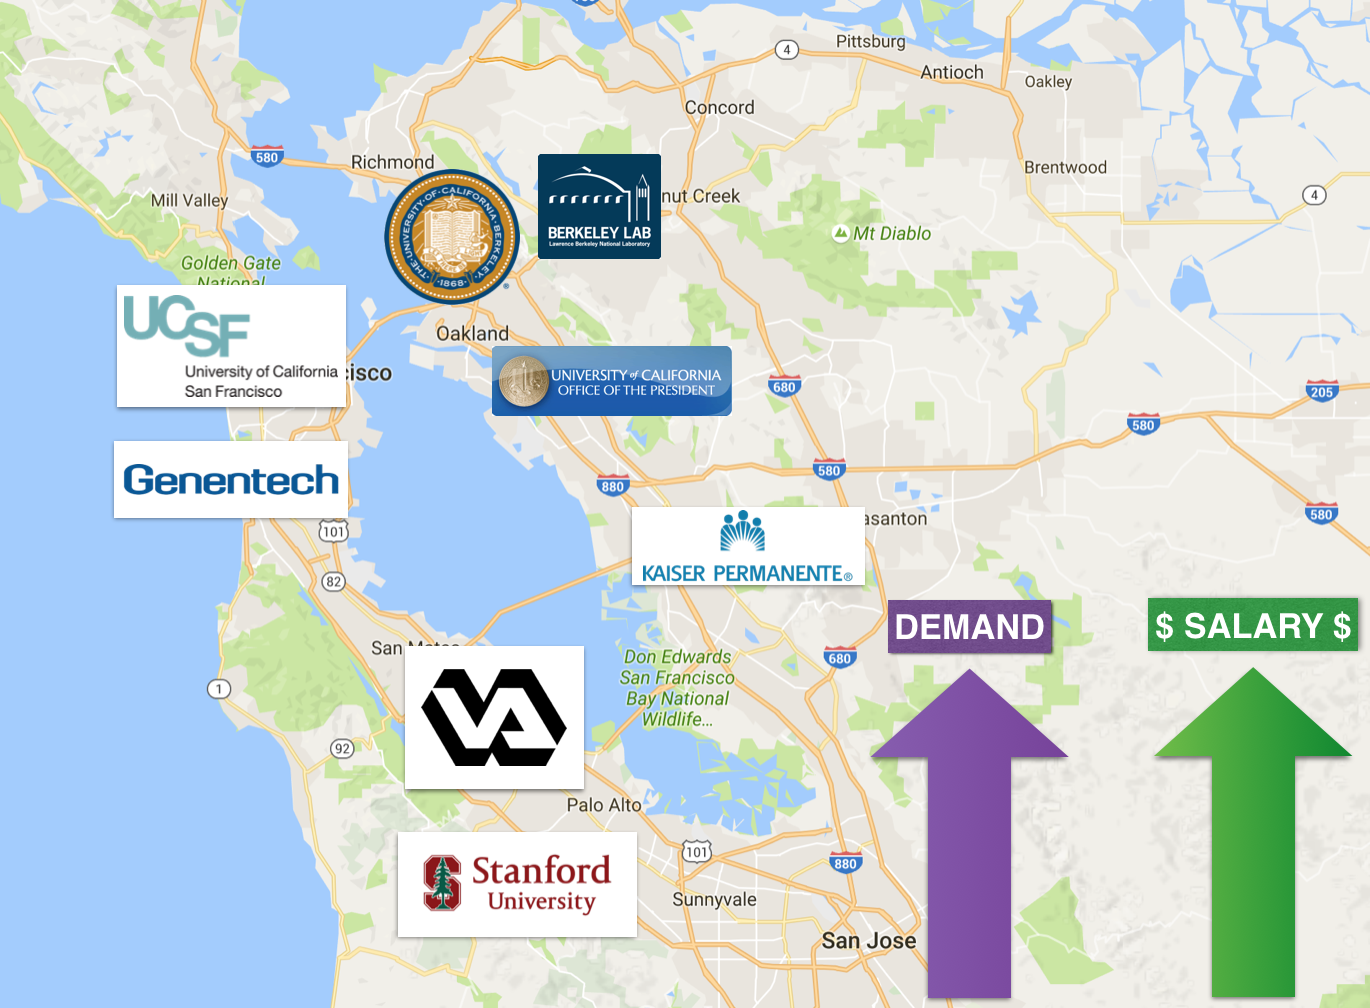 Pittsburg
4
Antioch
Oakley
Concord
580
Richmond
Brentwood
Mill Valley
nut Creek
4
THE·UNIVERSITY·OF·CALIFORNIA·BERKELEY·
·1868·
BERKELEY LAB
Lawrence Berkeley National Laboratory
Mt Diablo
Golden Gate
National
UCSF
University of California
San Francisco
cisco
Oakland
UNIVERSITY of CALIFORNIA
OFFICE OF THE PRESIDENT
680
205
580
Genentech
580
880
580
101
asanton
KAISER PERMANENTE®
82
DEMAND
$ SALARY $
San Mateo
680
Don Edwards
San Francisco
Bay National
Wildlife...
1
VA
92
Palo Alto
101
880
Stanford
University
Sunnyvale
San Jose